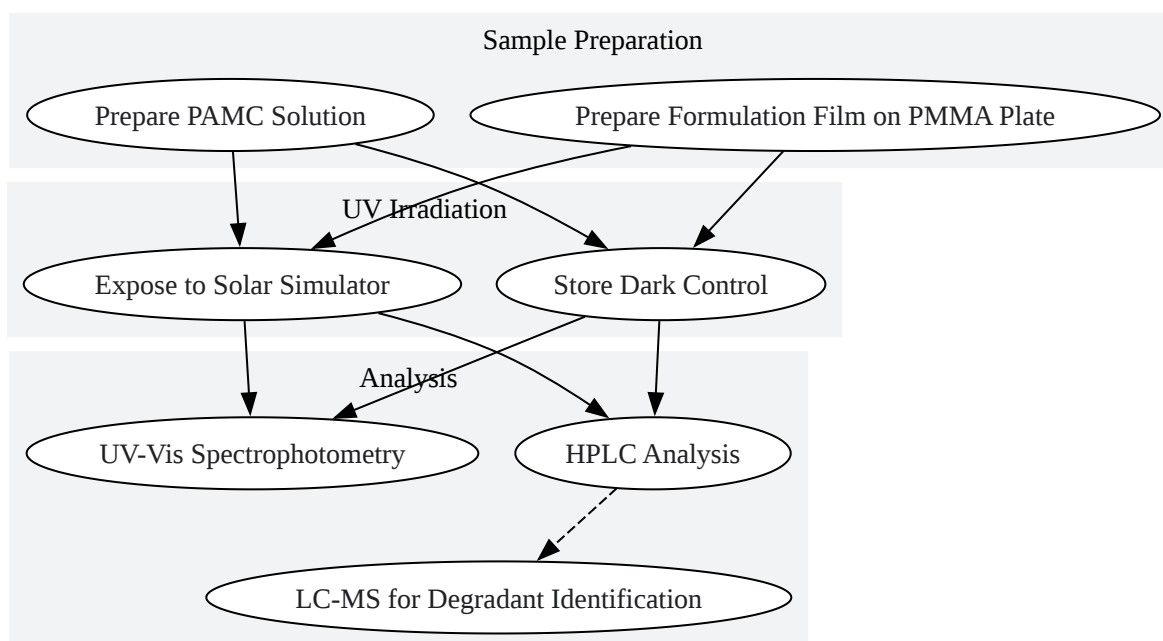 Sample Preparation
Prepare PAMC Solution
Prepare Formulation Film on PMMA Plate
UV Irradiation
Expose to Solar Simulator
Store Dark Control
Analysis
UV-Vis Spectrophotometry
HPLC Analysis
LC-MS for Degradant Identification